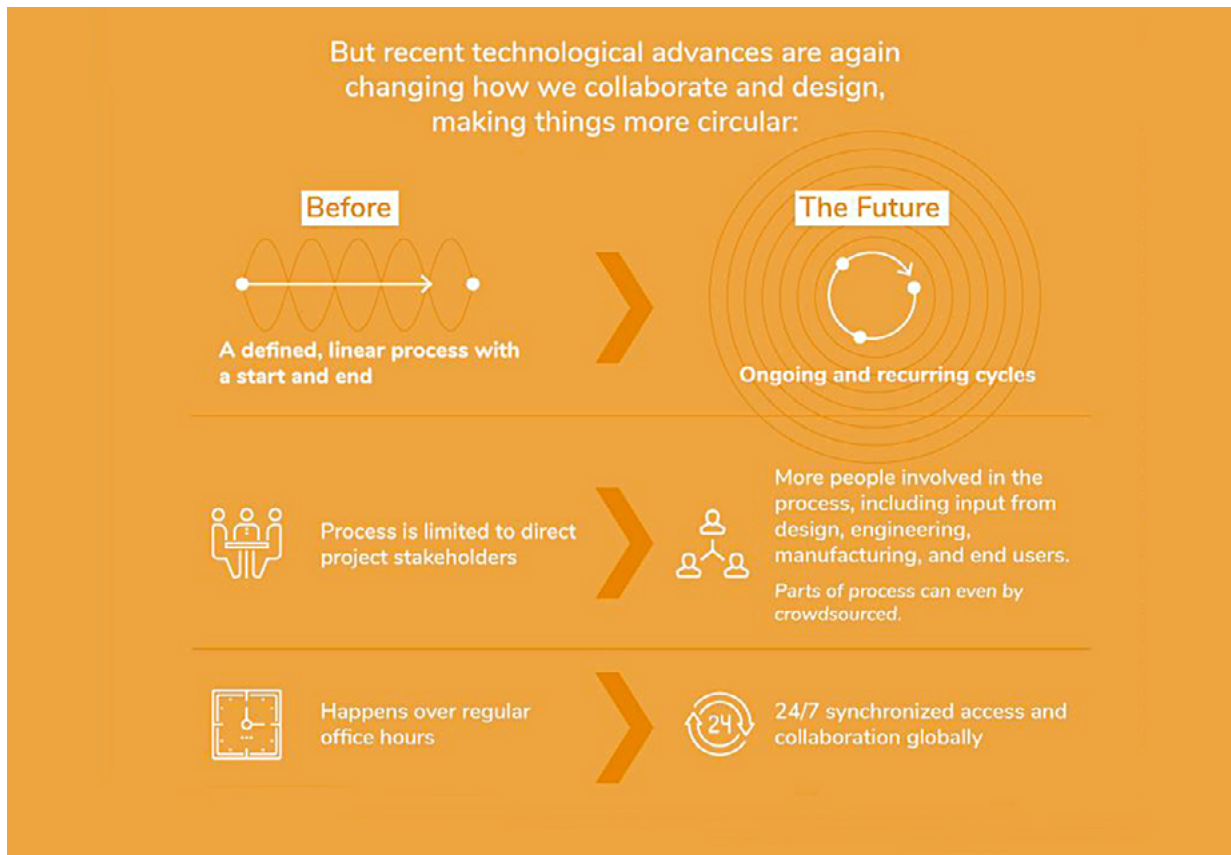 But recent technological advances are again
changing how we collaborate and design,
making things more circular:
Before
The Future
A defined, linear process with
a start and end
Ongoing and recurring cycles
Process is limited to direct
project stakeholders
More people involved in the
process, including input from
design, engineering,
manufacturing, and end users.
Parts of process can even by
crowdsourced.
Happens over regular
office hours
24
24/7 synchronized access and
collaboration globally